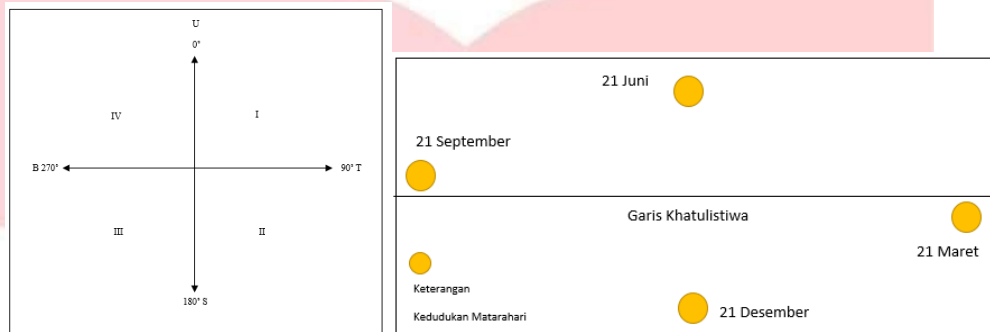 U
0°
IV
I
B 270°
90° T
III
II
180° S
21 Juni
21 September
Garis Khatulistiwa
21 Maret
Keterangan
Kedudukan Matarahari
21 Desember